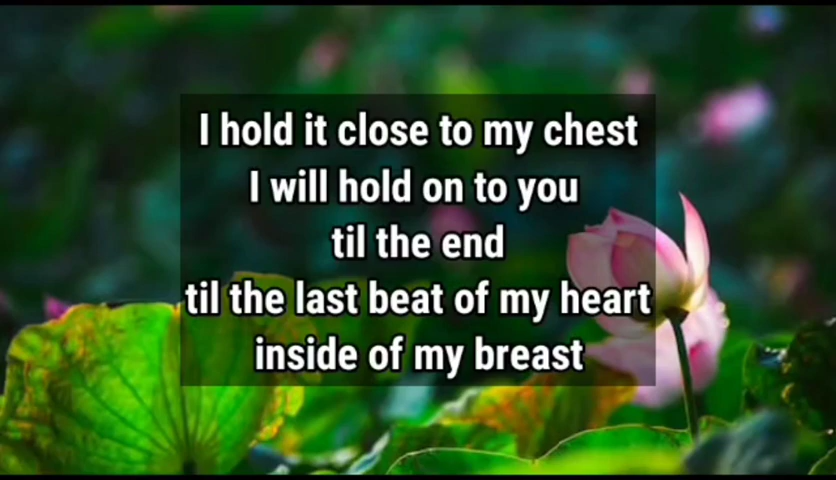 I hold it close to my chest
I will hold on to you
til the end
til the last beat of my heart
inside of my breast